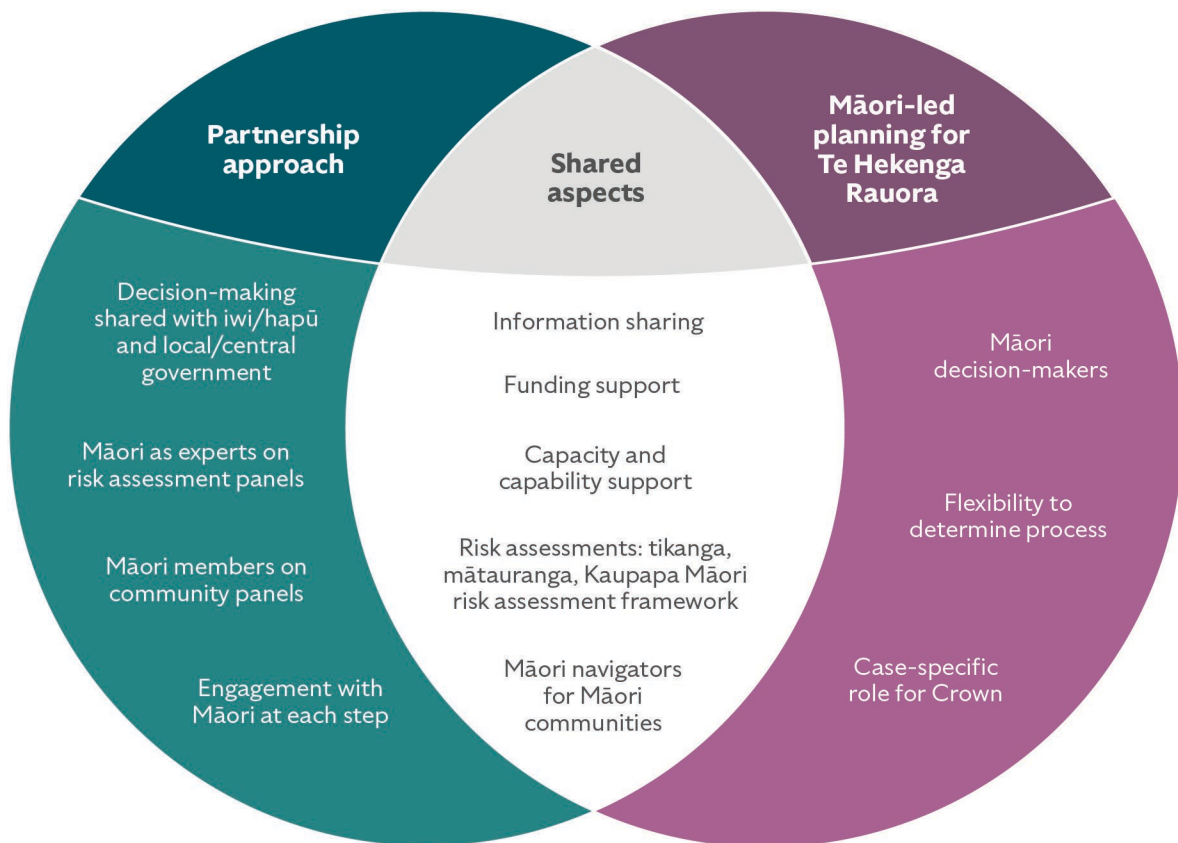 Partnership
approach
Decision-making
shared with iwi/hapū
and local/central
government
Māori as experts on
risk assessment panels
Māori members on
community panels
Engagement with
Māori at each step
Shared
aspects
Information sharing
Funding support
Capacity and
capability support
Risk assessments: tikanga,
mātauranga, Kaupapa Māori
risk assessment framework
Māori navigators
for Māori
communities
Māori-led
planning for
Te Hekenga
Rauora
Māori
decision-makers
Flexibility to
determine process
Case-specific
role for Crown